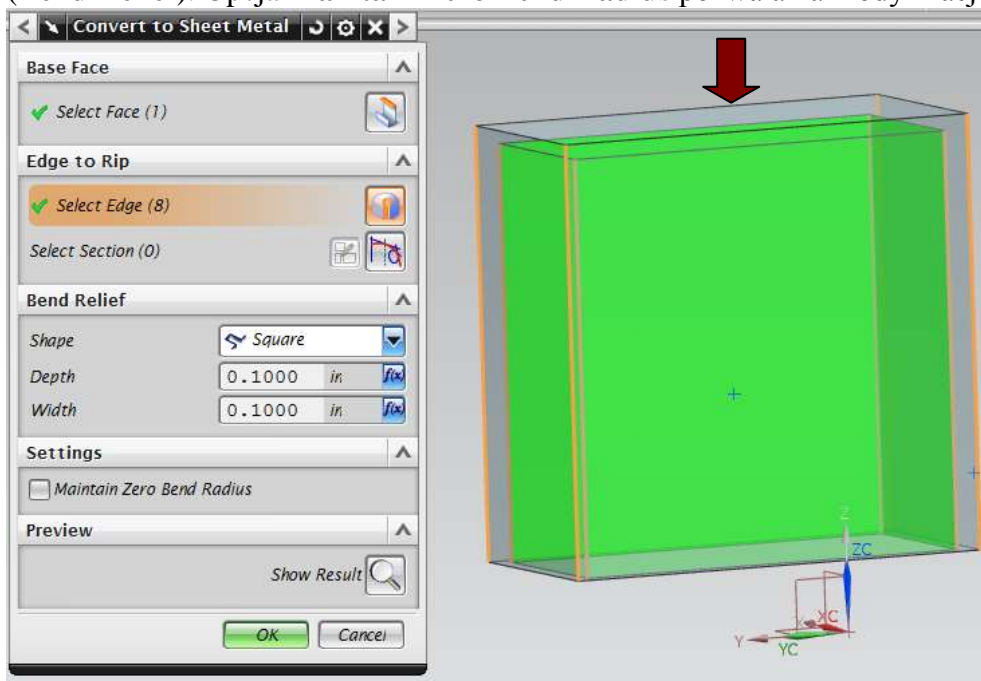 Convert to Sheet Metal
Base Face
Select Face (1)
Edge to Rip
Select Edge (8)
Select Section (0)
Bend Relief
Shape Square
Depth 0.1000 in f(x)
Width 0.1000 in f(x)
Settings
Maintain Zero Bend Radius
Preview
Show Result
OK Cancel
Z
ZC
XC
Y
YC